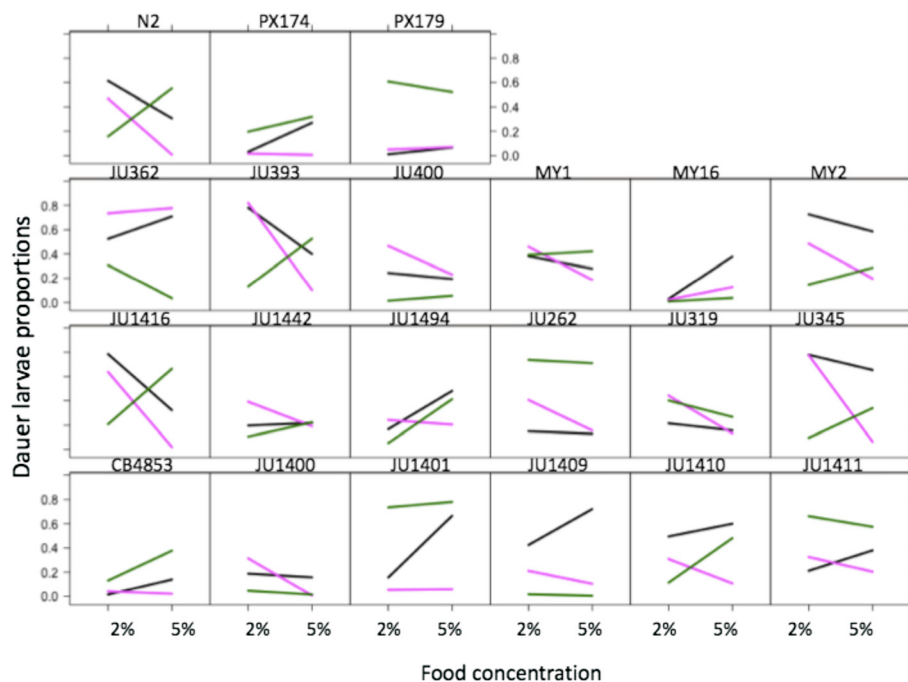 N2 PX174 PX179
0.8
0.6
0.4
0.2
0.0
JU362 JU393 JU400 MY1 MY16 MY2
0.8
0.6
0.4
0.2
0.0
JU1416 JU1442 JU1494 JU262 JU319 JU345
CB4853 JU1400 JU1401 JU1409 JU1410 JU1411
0.8
0.6
0.4
0.2
0.0
2% 5% 2% 5% 2% 5% 2% 5% 2% 5% 2% 5%
Food concentration
Dauer larvae proportions